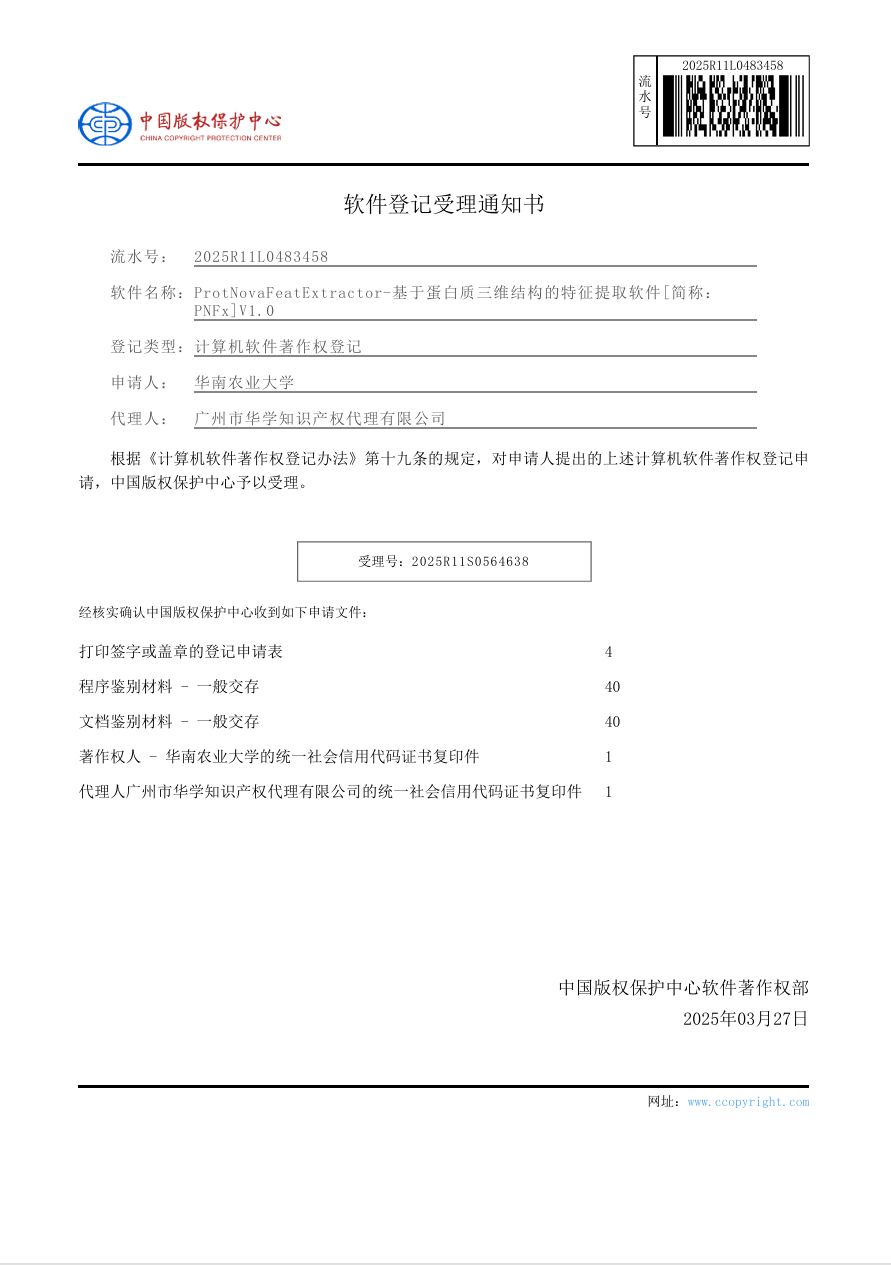 2025R11L0483458
流水号
中国版权保护中心
CHINA COPYRIGHT PROTECTION CENTER
软件登记受理通知书
流水号: 2025R11L0483458
软件名称: ProtNovaFeatExtractor-基于蛋白质三维结构的特征提取软件[简称:
PNFx]V1.0
登记类型: 计算机软件著作权登记
申请人: 华南农业大学
代理人: 广州市华学知识产权代理有限公司
根据《计算机软件著作权登记办法》第十九条的规定，对申请人提出的上述计算机软件著作权登记申
请，中国版权保护中心予以受理。
受理号: 2025R11S0564638
经核实确认中国版权保护中心收到如下申请文件:
打印签字或盖章的登记申请表 4
程序鉴别材料 - 一般交存 40
文档鉴别材料 - 一般交存 40
著作权人 - 华南农业大学的统一社会信用代码证书复印件 1
代理人广州市华学知识产权代理有限公司的统一社会信用代码证书复印件 1
中国版权保护中心软件著作权部
2025年03月27日
网址: www.ccopyright.com